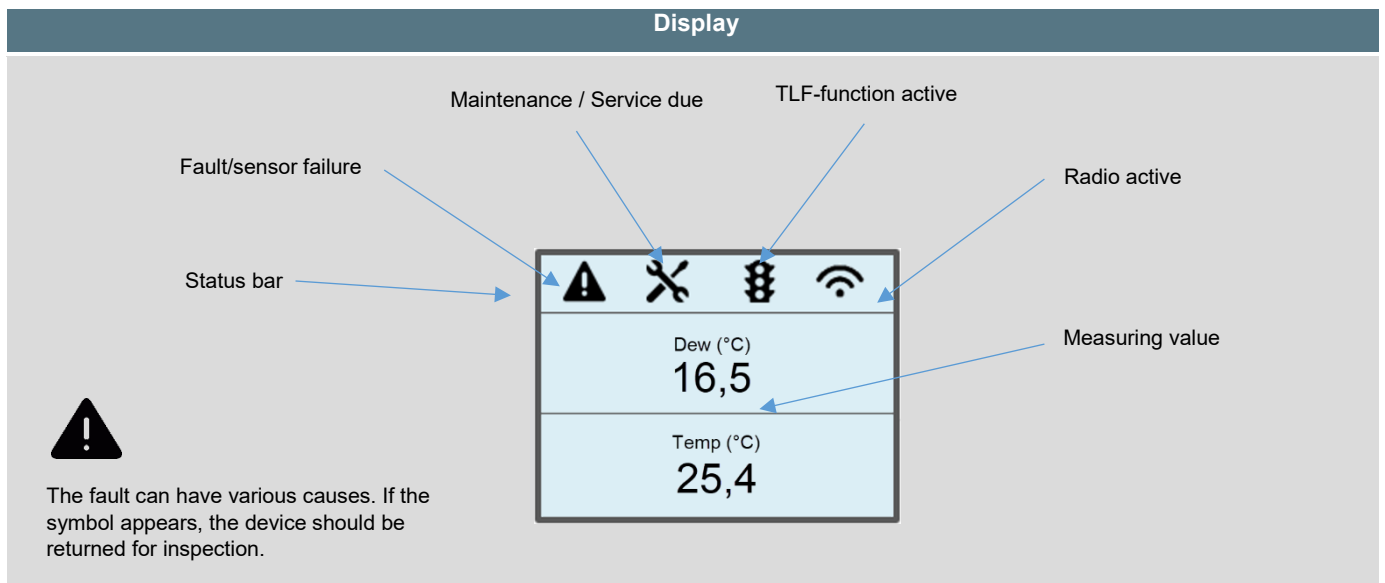 Display
Maintenance / Service due
TLF-function active
Fault/sensor failure
Radio active
Status bar
Measuring value
Dew (°C)
16,5
Temp (°C)
25,4
The fault can have various causes. If the
symbol appears, the device should be
returned for inspection.